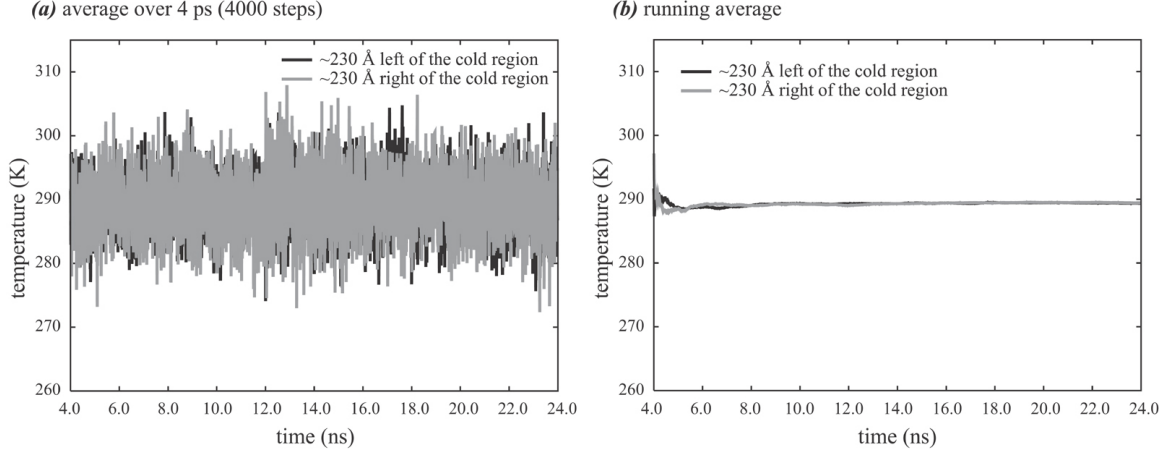 (a) average over 4 ps (4000 steps)
~230 Å left of the cold region
~230 Å right of the cold region
310
300
290
280
270
260
temperature (K)
4.0 6.0 8.0 10.0 12.0 14.0 16.0 18.0 20.0 22.0 24.0
time (ns)
(b) running average
~230 Å left of the cold region
~230 Å right of the cold region
310
300
290
280
270
260
temperature (K)
4.0 6.0 8.0 10.0 12.0 14.0 16.0 18.0 20.0 22.0 24.0
time (ns)